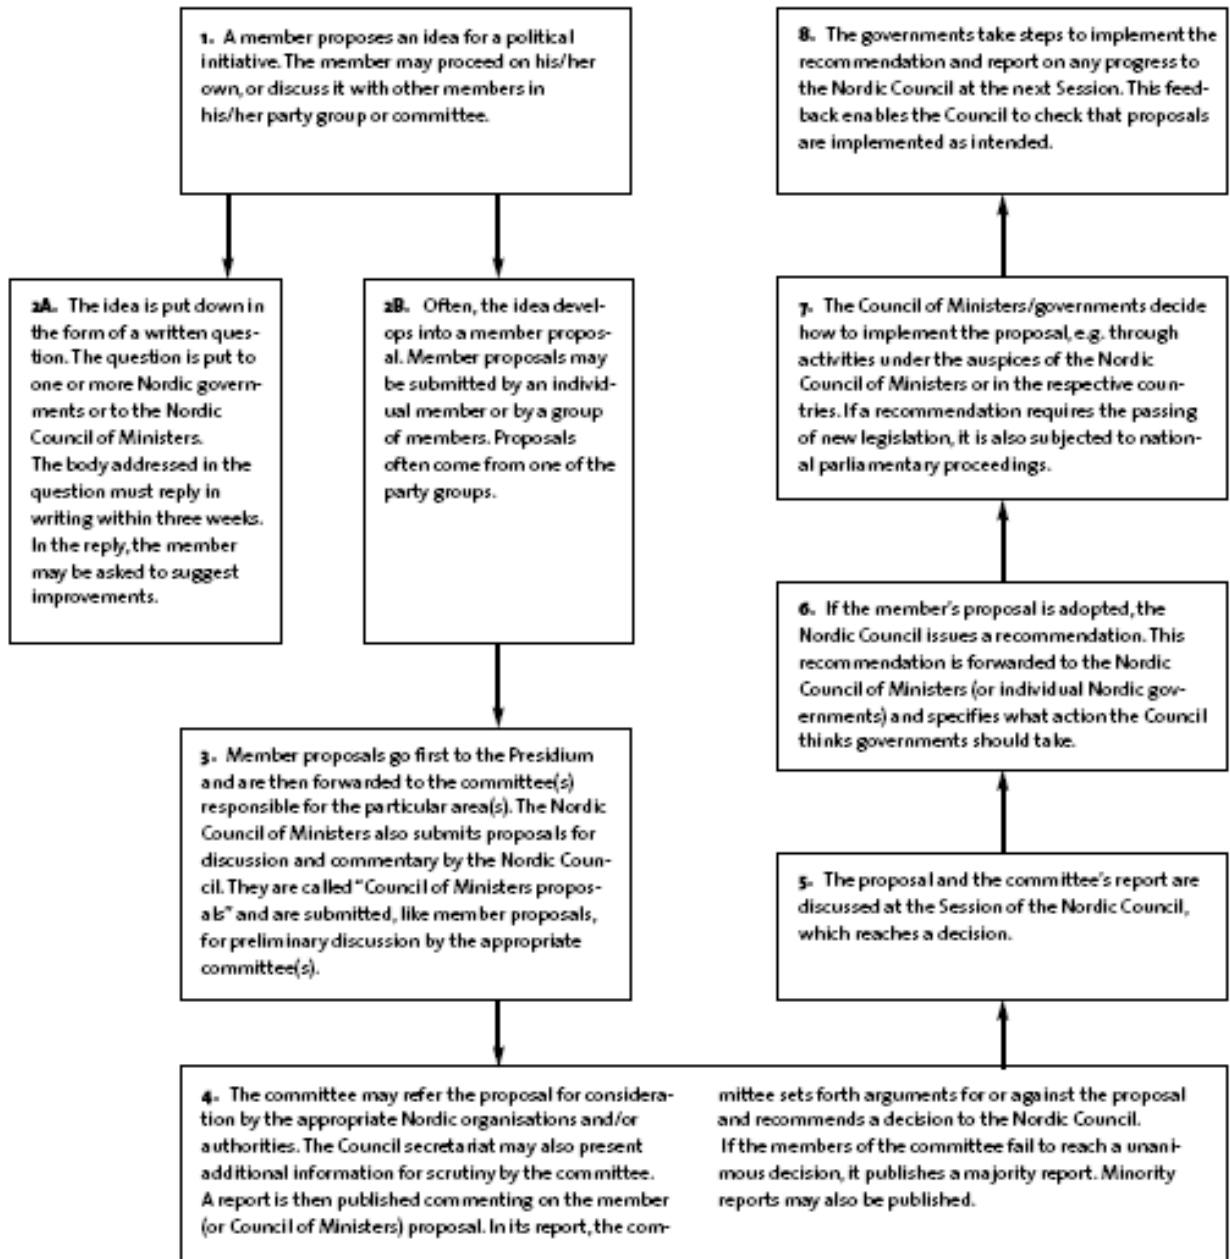 1. A member proposes an idea for a political
initiative. The member may proceed on his/her
own, or discuss it with other members in
his/her party group or committee.
2A. The idea is put down in
the form of a written ques-
tion. The question is put to
one or more Nordic govern-
ments or to the Nordic
Council of Ministers.
The body addressed in the
question must reply in
writing within three weeks.
In the reply, the member
may be asked to suggest
improvements.
2B. Often, the idea devel-
ops into a member propos-
al. Member proposals may
be submitted by an individ-
ual member or by a group
of members. Proposals
often come from one of the
party groups.
3. Member proposals go first to the Presidium
and are then forwarded to the committee(s)
responsible for the particular area(s). The Nordic
Council of Ministers also submits proposals for
discussion and commentary by the Nordic Coun-
cil. They are called “Council of Ministers propos-
als” and are submitted, like member proposals,
for preliminary discussion by the appropriate
committee(s).
4. The committee may refer the proposal for considera-
tion by the appropriate Nordic organisations and/or
authorities. The Council secretariat may also present
additional information for scrutiny by the committee.
A report is then published commenting on the member
(or Council of Ministers) proposal. In its report, the com-
mittee sets forth arguments for or against the proposal
and recommends a decision to the Nordic Council.
If the members of the committee fail to reach a unani-
mous decision, it publishes a majority report. Minority
reports may also be published.
5. The proposal and the committee’s report are
discussed at the Session of the Nordic Council,
which reaches a decision.
6. If the member’s proposal is adopted, the
Nordic Council issues a recommendation. This
recommendation is forwarded to the Nordic
Council of Ministers (or individual Nordic gov-
ernments) and specifies what action the Council
thinks governments should take.
7. The Council of Ministers/governments decide
how to implement the proposal, e.g. through
activities under the auspices of the Nordic
Council of Ministers or in the respective coun-
tries. If a recommendation requires the passing
of new legislation, it is also subjected to nation-
al parliamentary proceedings.
8. The governments take steps to implement the
recommendation and report on any progress to
the Nordic Council at the next Session. This feed-
back enables the Council to check that proposals
are implemented as intended.